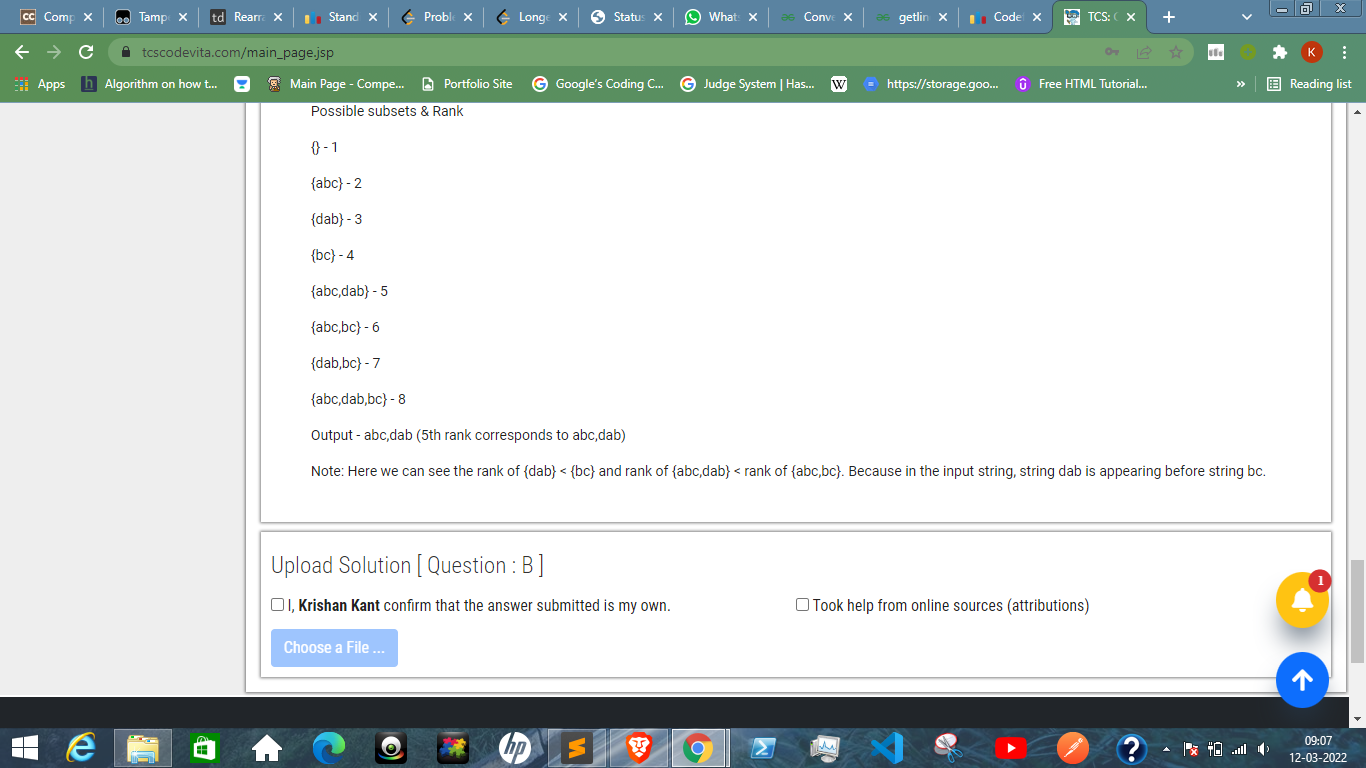 Comp
Tamp
Rearra
Stand
Proble
Longe
Status
Whats
Conve
getlin
Code
TCS: C
tcscodevita.com/main_page.jsp
K
Apps
Algorithm on how t...
Main Page - Compe...
Portfolio Site
Google's Coding C...
Judge System | Has...
https://storage.goo...
Free HTML Tutorial...
»
Reading list
Possible subsets & Rank
{} - 1
{abc} - 2
{dab} - 3
{bc} - 4
{abc,dab} - 5
{abc,bc} - 6
{dab,bc} - 7
{abc,dab,bc} - 8
Output - abc,dab (5th rank corresponds to abc,dab)
Note: Here we can see the rank of {dab} < {bc} and rank of {abc,dab} < rank of {abc,bc}. Because in the input string, string dab is appearing before string bc.
Upload Solution [ Question : B ]
I, Krishan Kant confirm that the answer submitted is my own.
Took help from online sources (attributions)
Choose a File ...
1
09:07
12-03-2022